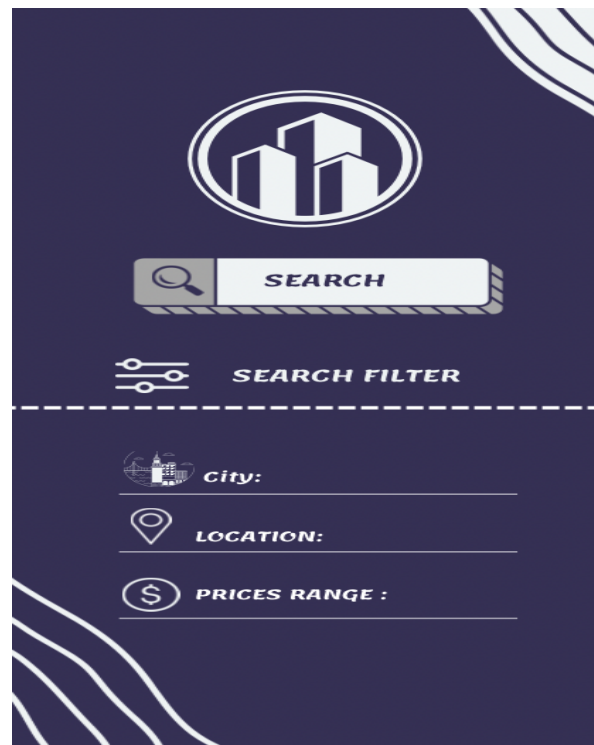 SEARCH
SEARCH FILTER
City:
LOCATION:
$
PRICES RANGE :